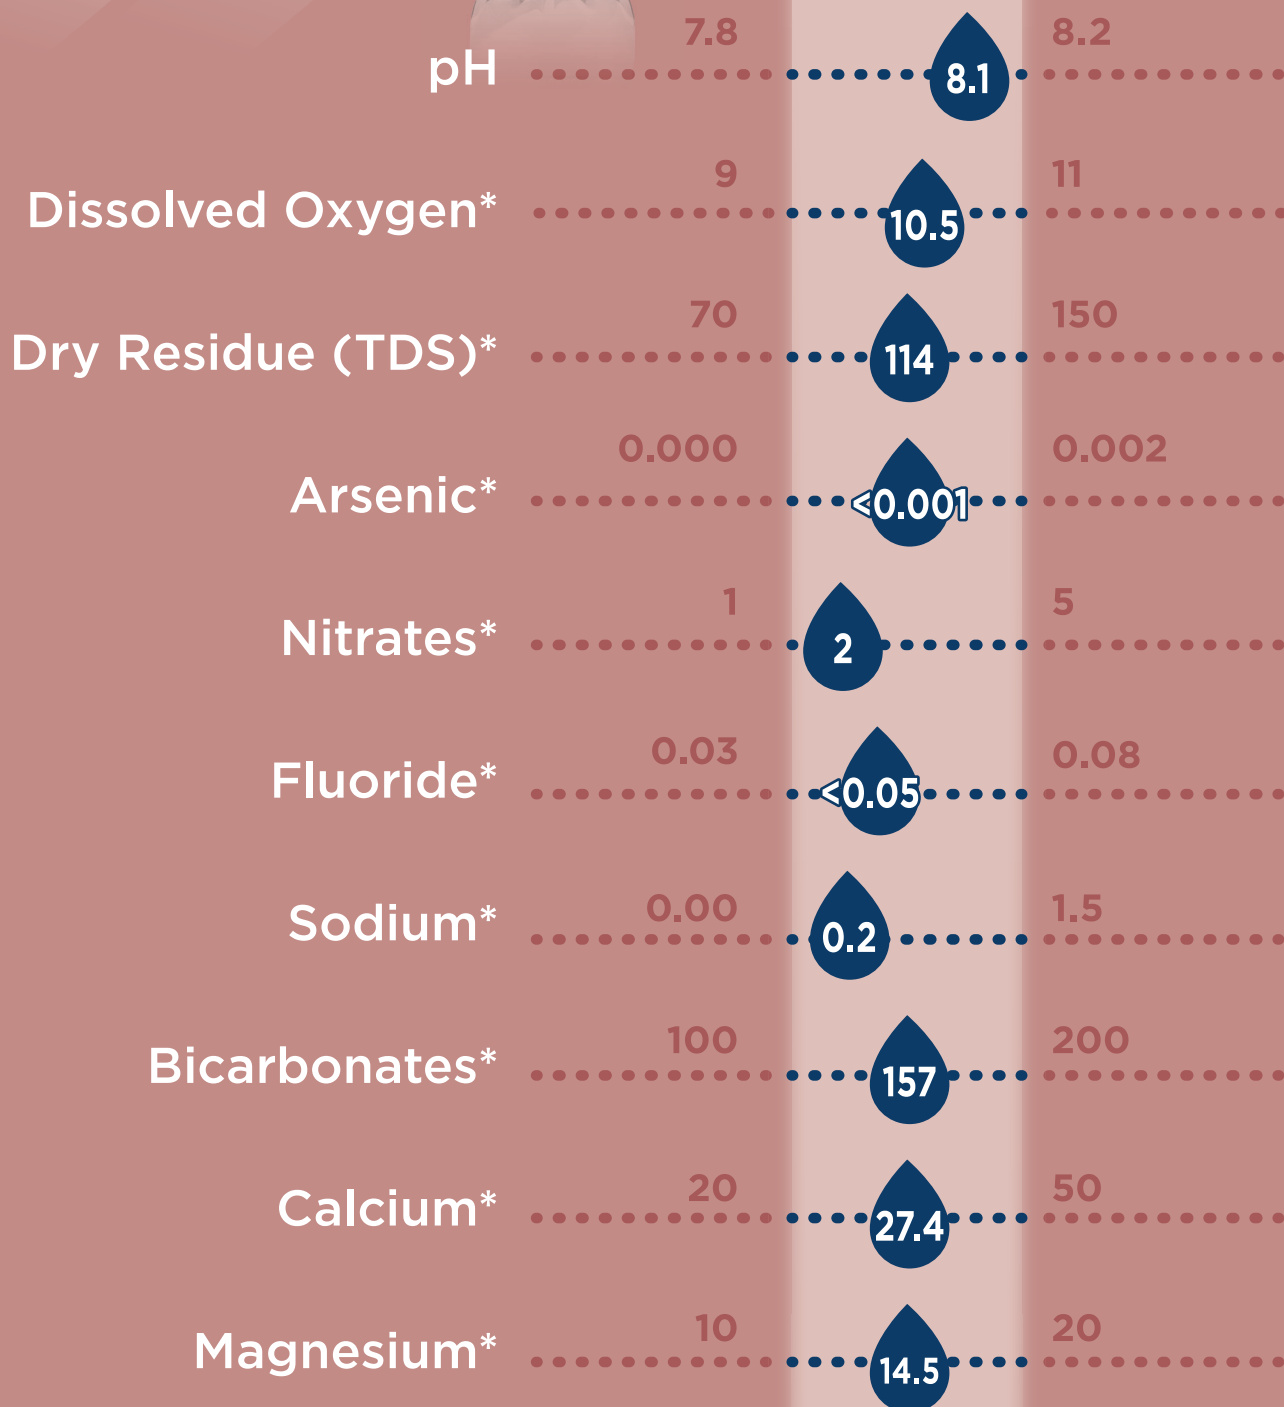 pH 7.8 8.1 8.2
Dissolved Oxygen* 9 10.5 11
Dry Residue (TDS)* 70 114 150
Arsenic* 0.000 <0.001 0.002
Nitrates* 1 2 5
Fluoride* 0.03 <0.05 0.08
Sodium* 0.00 0.2 1.5
Bicarbonates* 100 157 200
Calcium* 20 27.4 50
Magnesium* 10 14.5 20